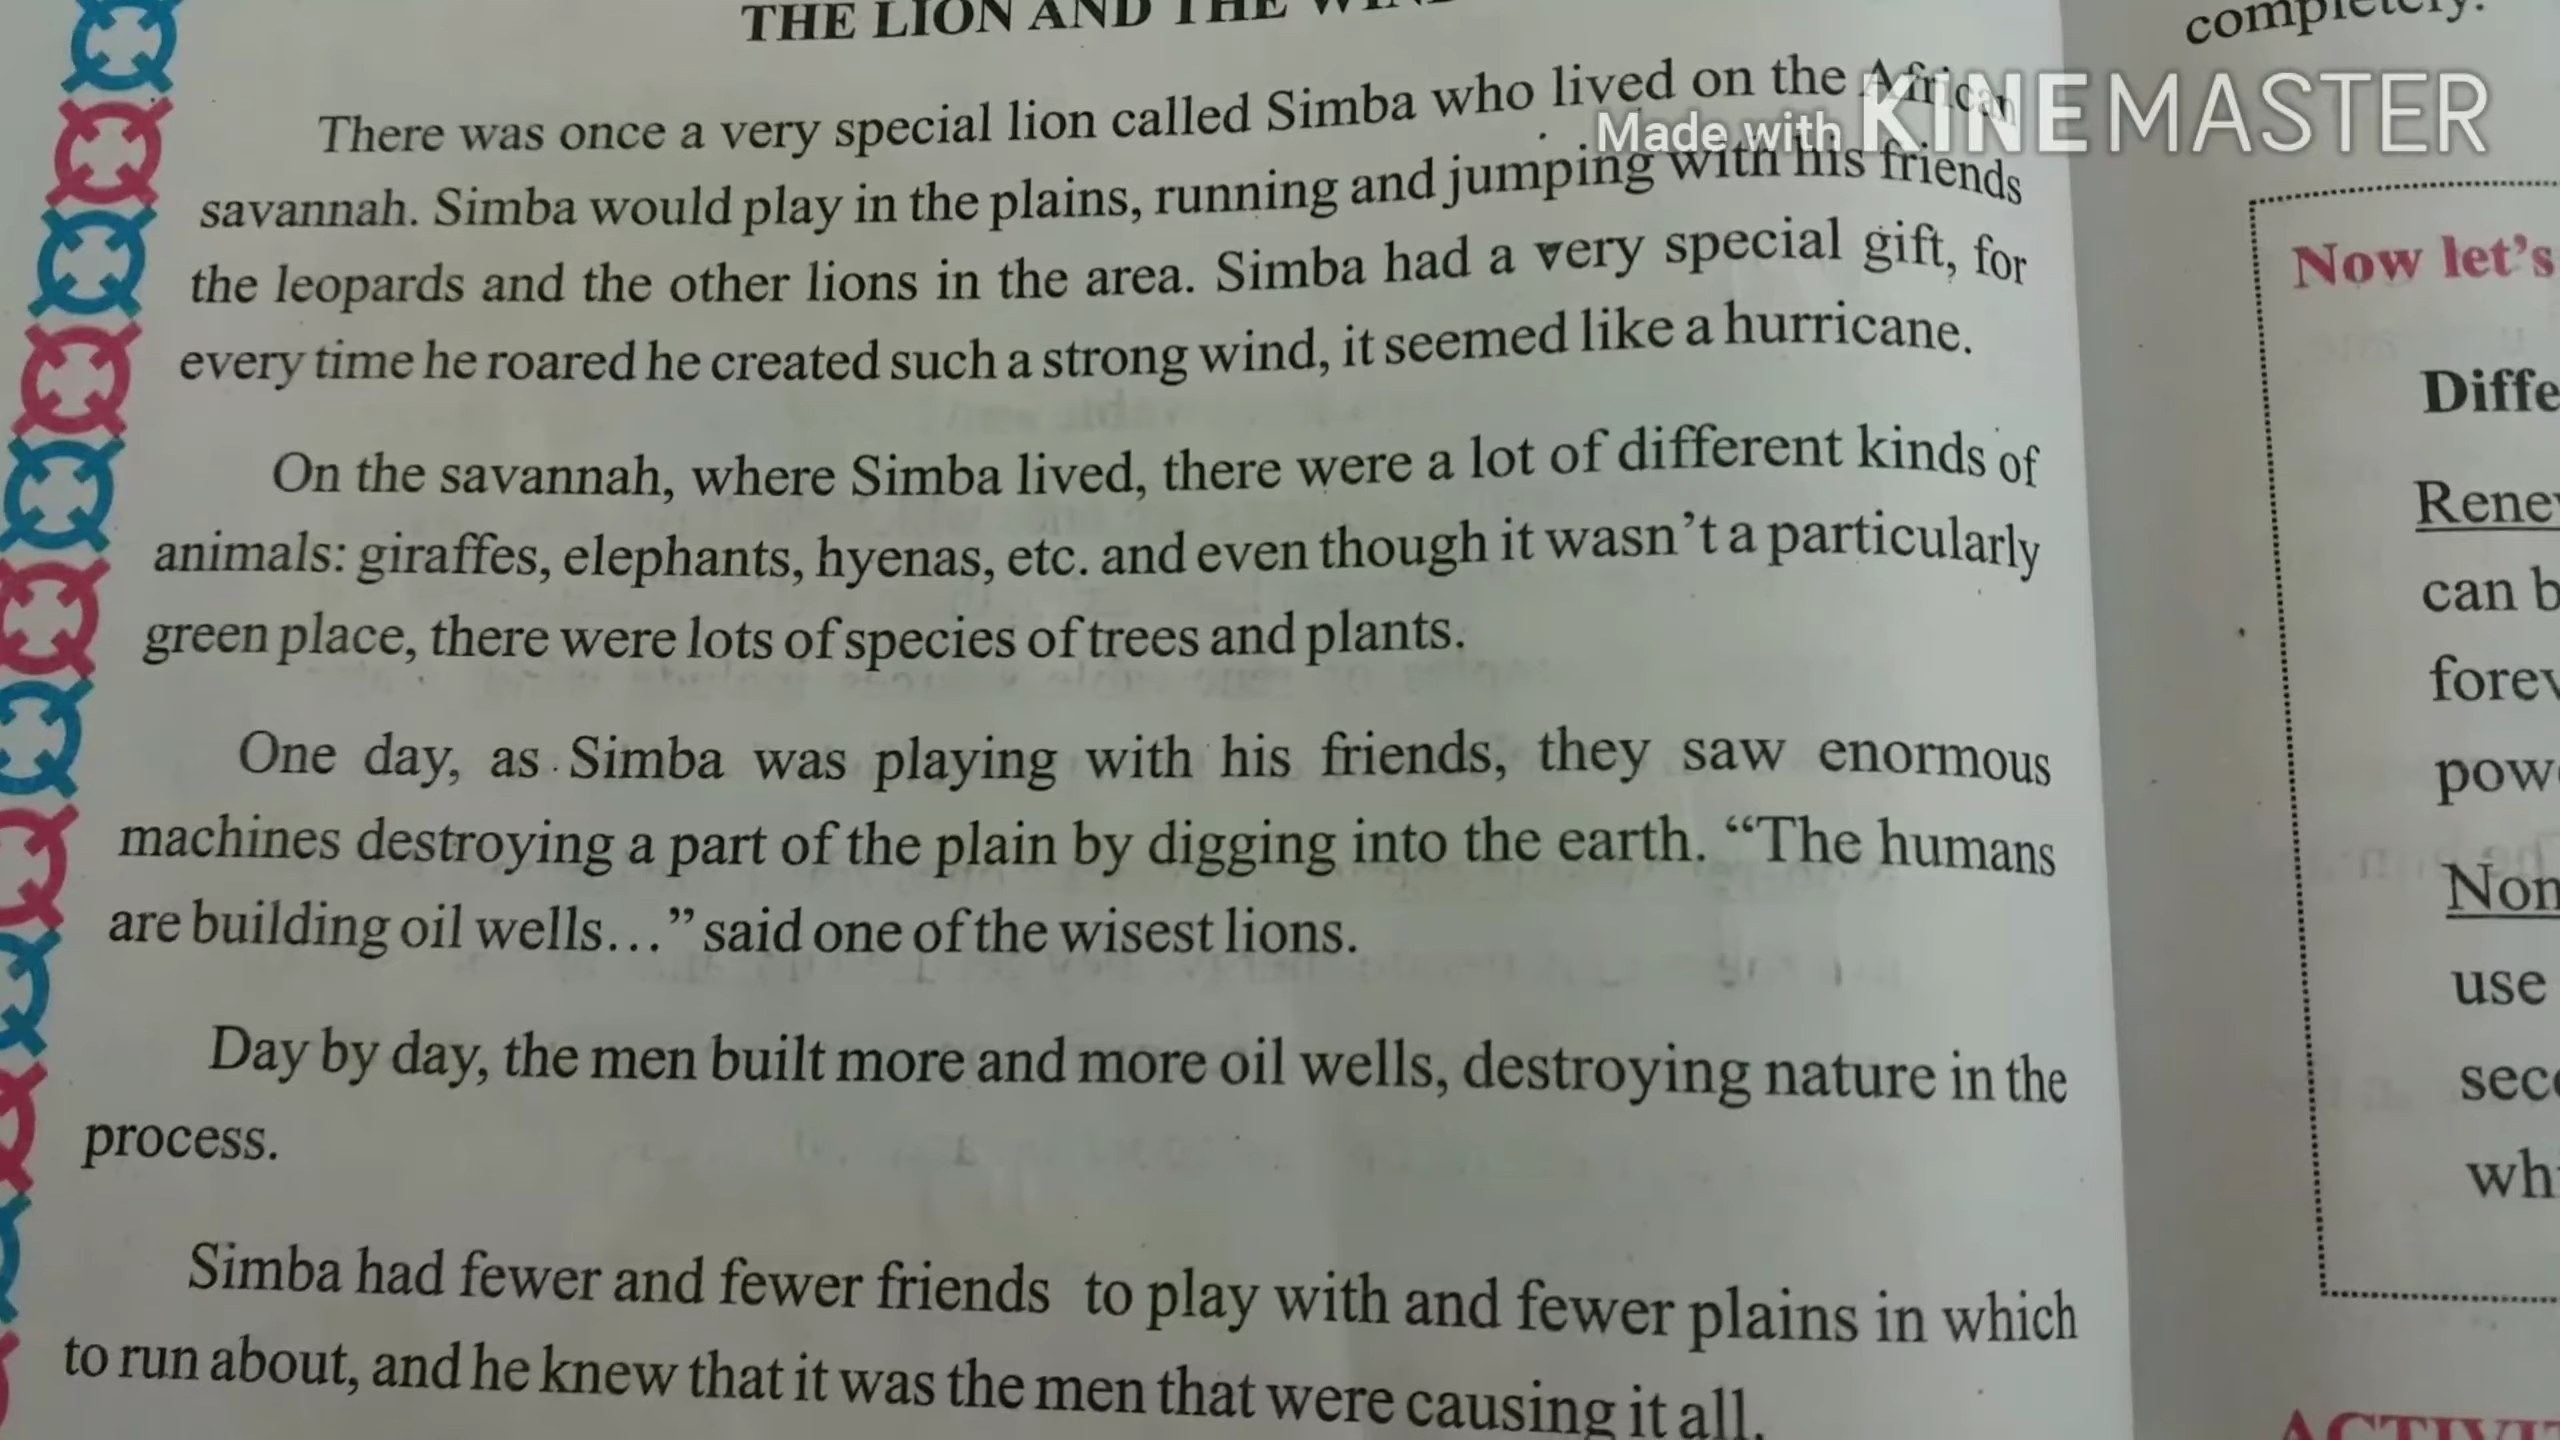 THE LION AND THE WIND
There was once a very special lion called Simba who lived on the African
savannah. Simba would play in the plains, running and jumping with his friends
the leopards and the other lions in the area. Simba had a very special gift, for
every time he roared he created such a strong wind, it seemed like a hurricane.
On the savannah, where Simba lived, there were a lot of different kinds of
animals: giraffes, elephants, hyenas, etc. and even though it wasn't a particularly
green place, there were lots of species of trees and plants.
One day, as Simba was playing with his friends, they saw enormous
machines destroying a part of the plain by digging into the earth. “The humans
are building oil wells...” said one of the wisest lions.
Day by day, the men built more and more oil wells, destroying nature in the
process.
Simba had fewer and fewer friends to play with and fewer plains in which
to run about, and he knew that it was the men that were causing it all.
Made with KINEMASTER
completely.
Now let's
Diffe
Rene
can b
forev
powe
Non
use
seco
whi
ACTIVIT